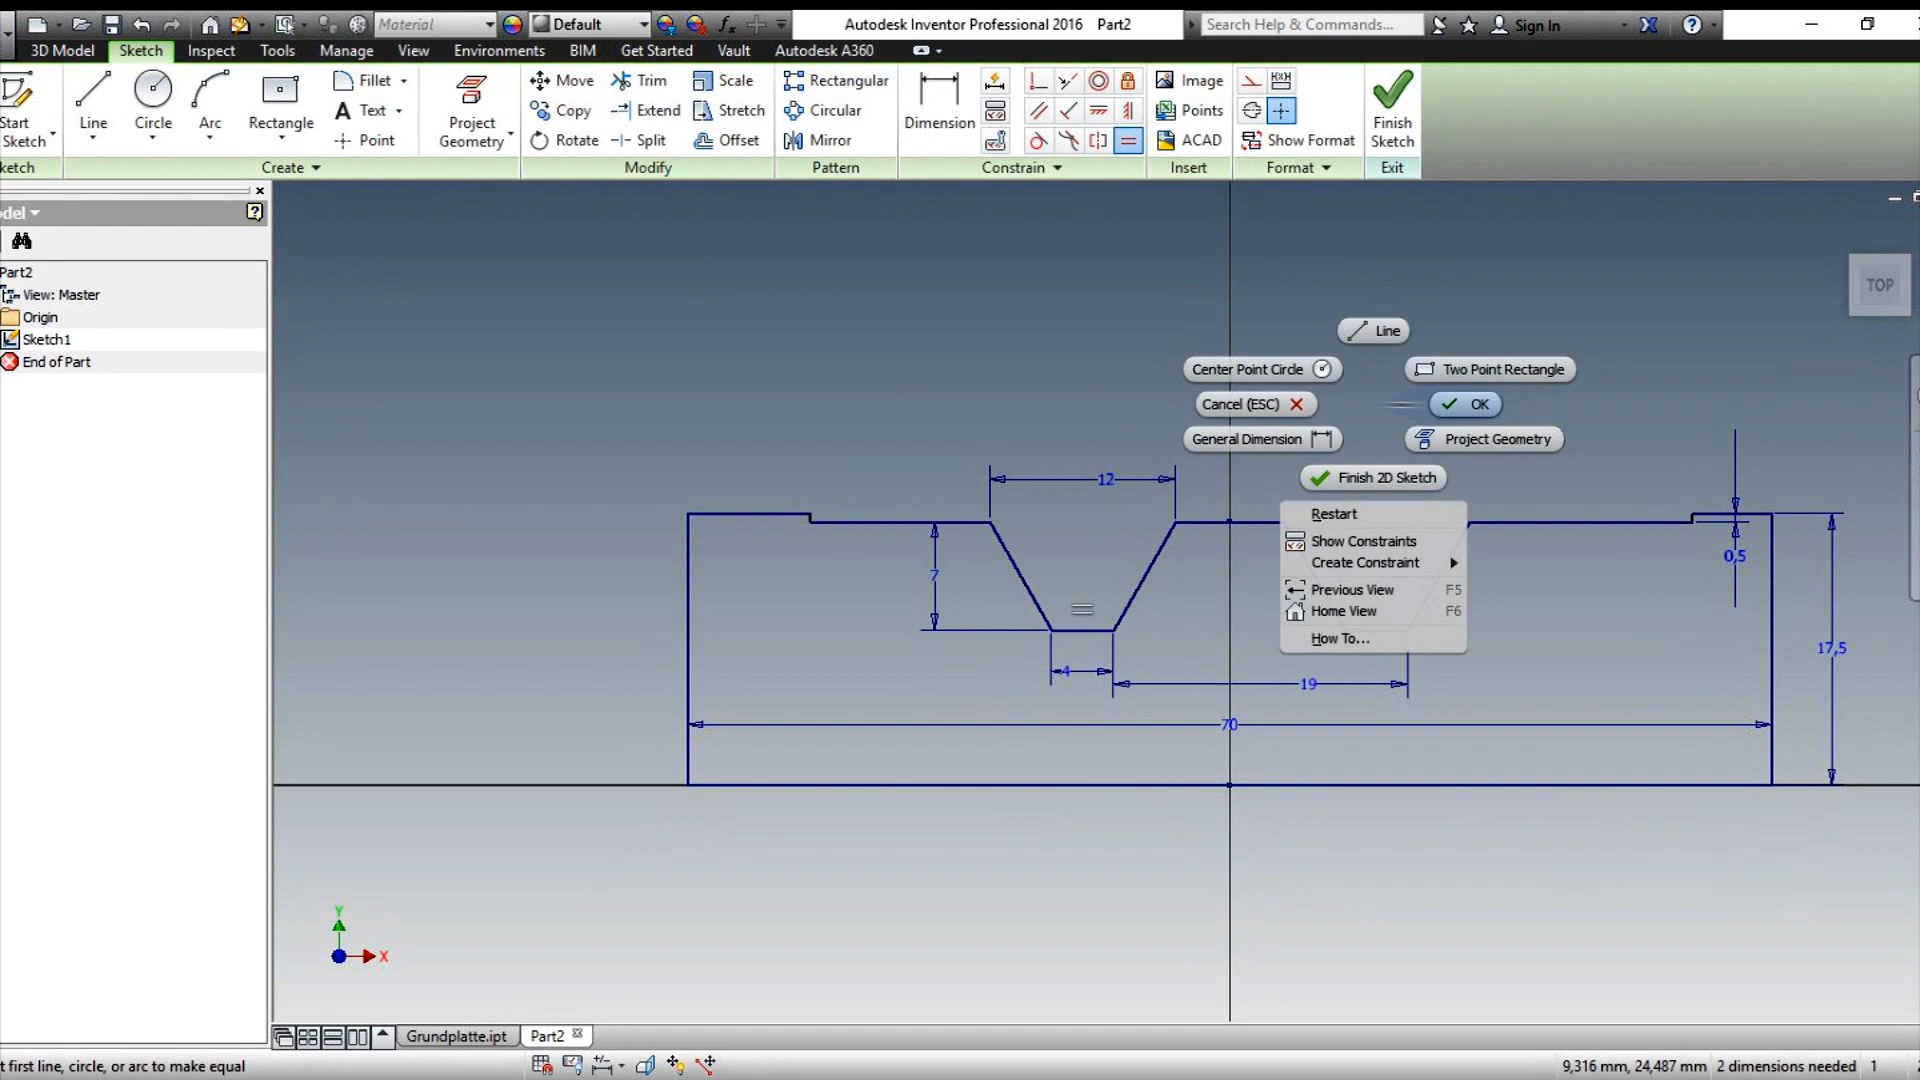 Material
Default
Autodesk Inventor Professional 2016 Part2
Search Help & Commands...
Sign In
3D Model Sketch Inspect Tools Manage View Environments BIM Get Started Vault Autodesk A360
Start
Sketch
Line
Circle
Arc
Rectangle
Fillet
Text
Point
Project
Geometry
Move
Copy
Rotate
Trim
Extend
Split
Scale
Stretch
Offset
Rectangular
Circular
Mirror
Dimension
Image
Points
ACAD
Show Format
Finish
Sketch
ketch
Create
Modify
Pattern
Constrain
Insert
Format
Exit
del
Part2
View: Master
Origin
Sketch1
End of Part
TOP
Line
Center Point Circle
Two Point Rectangle
Cancel (ESC)
OK
General Dimension
Project Geometry
Finish 2D Sketch
Restart
Show Constraints
Create Constraint
Previous View F5
Home View F6
How To...
12
7
4
19
70
0,5
17,5
Y
X
Grundplatte.ipt
Part2
t first line, circle, or arc to make equal
9,316 mm, 24,487 mm 2 dimensions needed 1